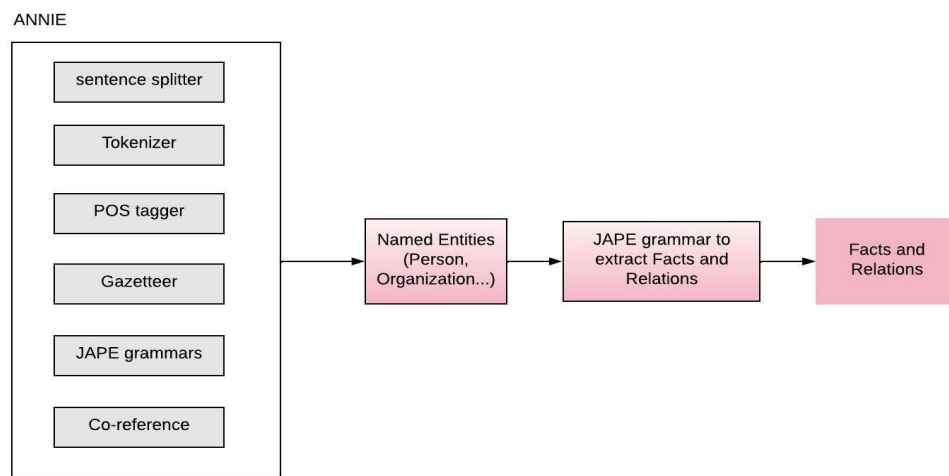 ANNIE
sentence splitter
Tokenizer
POS tagger
Gazetteer
JAPE grammars
Co-reference
Named Entities
(Person,
Organization...)
JAPE grammar to
extract Facts and
Relations
Facts and
Relations